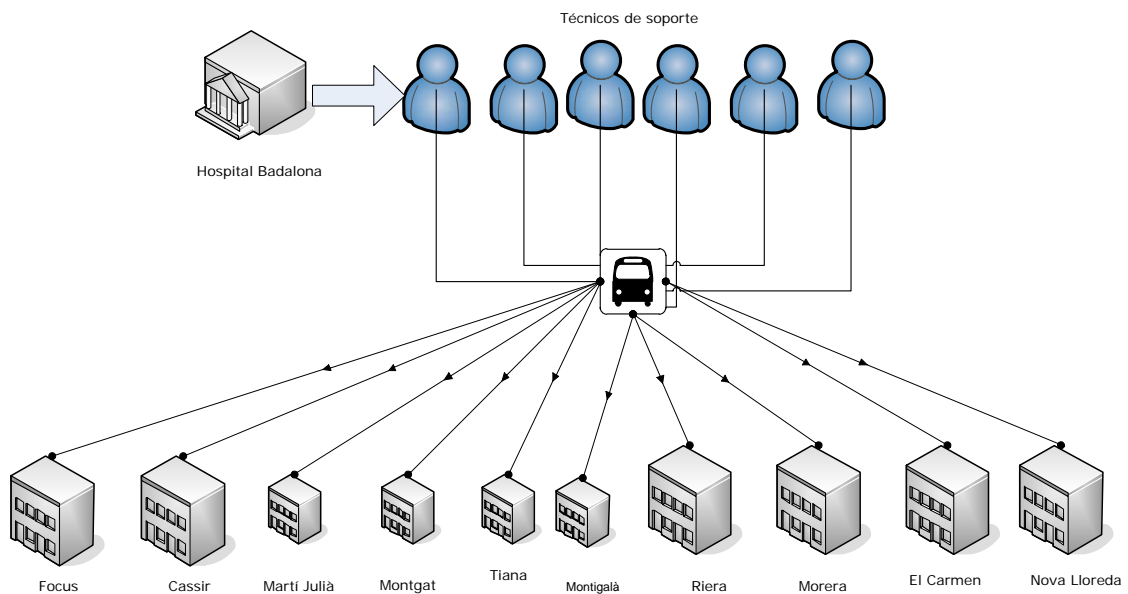 Técnicos de soporte
Hospital Badalona
Focus
Cassir
Martí Julià
Montgat
Tiana
Montigalà
Riera
Morera
El Carmen
Nova Lloreda